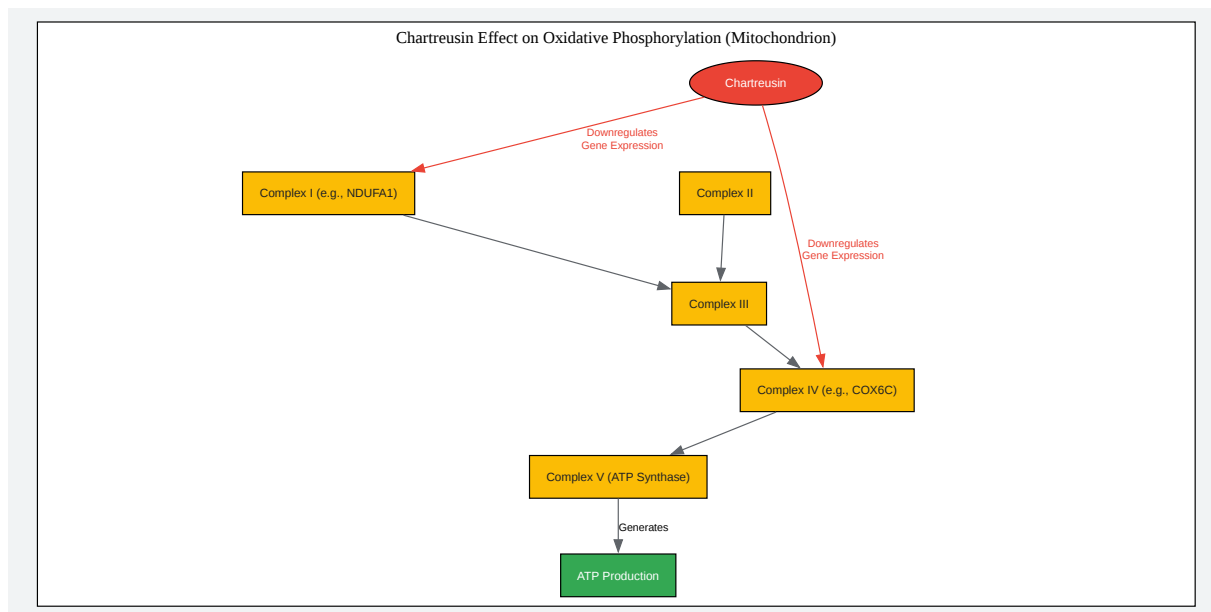 Chartreusin Effect on Oxidative Phosphorylation (Mitochondrion)
Chartreusin
Downregulates
Gene Expression
Complex I (e.g., NDUFA1)
Complex II
Downregulates
Gene Expression
Complex III
Complex IV (e.g., COX6C)
Complex V (ATP Synthase)
Generates
ATP Production